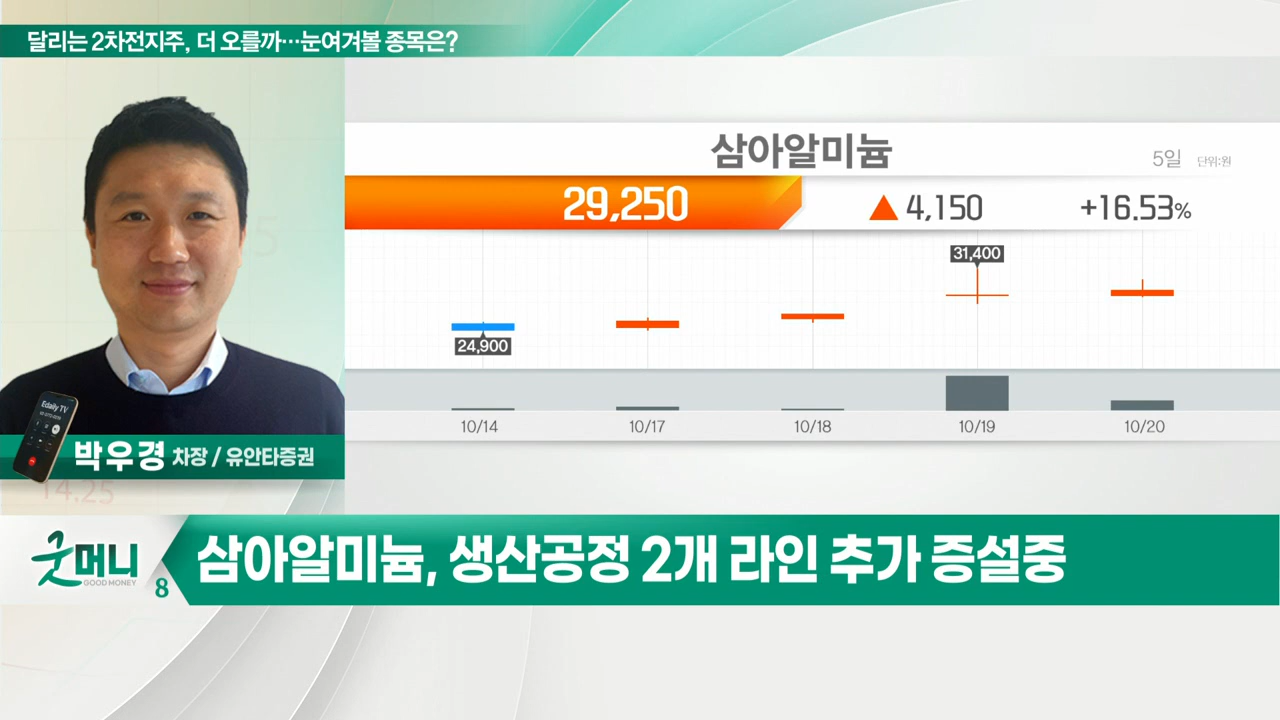 달리는 2차전지주, 더 오를까…눈여겨볼 종목은?
삼아알미늄
5일 단위:원
29,250 ▲ 4,150 +16.53%
31,400
24,900
10/14 10/17 10/18 10/19 10/20
Edaily TV
박우경 차장 / 유안타증권
14.25
굿머니
GOOD MONEY
8
삼아알미늄, 생산공정 2개 라인 추가 증설중